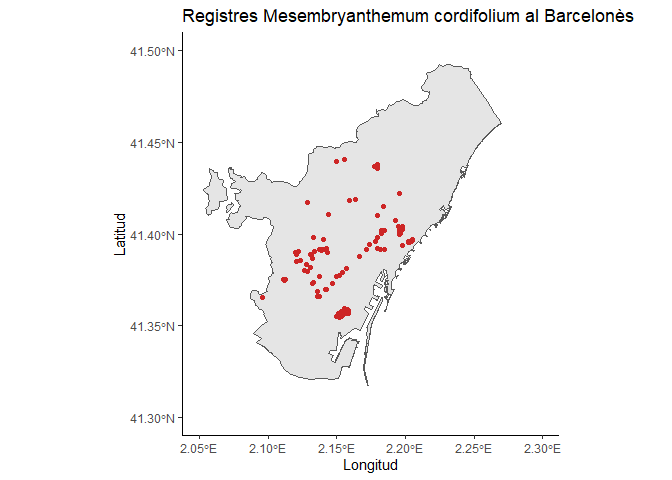 Registres Mesembryanthemum cordifolium al Barcelonès
41.50°N
41.45°N
41.40°N
41.35°N
41.30°N
Latitud
2.05°E 2.10°E 2.15°E 2.20°E 2.25°E 2.30°E
Longitud